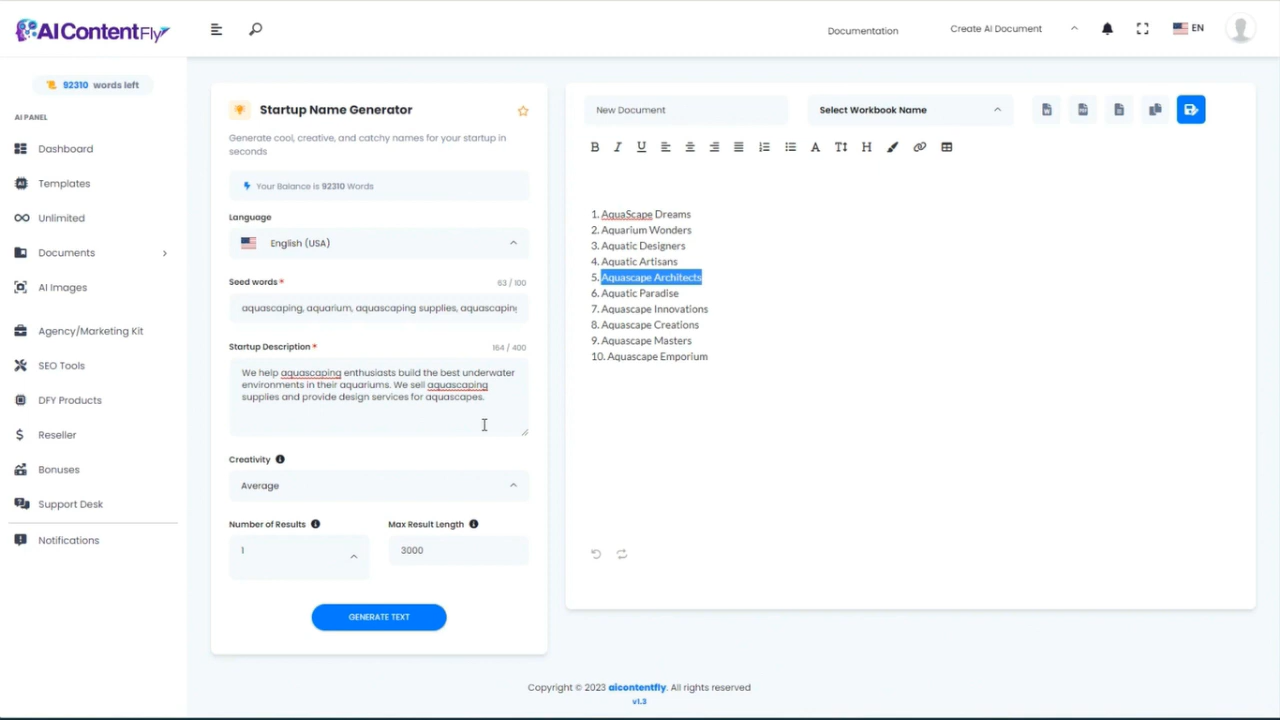 AI ContentFly
Documentation
Create AI Document
EN
92310 words left
AI PANEL
Dashboard
Templates
Unlimited
Documents
AI Images
Agency/Marketing Kit
SEO Tools
DFY Products
Reseller
Bonuses
Support Desk
Notifications
Startup Name Generator
Generate cool, creative, and catchy names for your startup in
seconds
Your Balance is 92310 Words
Language
English (USA)
Seed words *
63 / 100
aquascaping, aquarium, aquascaping supplies, aquascaping
Startup Description *
164 / 400
We help aquascaping enthusiasts build the best underwater
environments in their aquariums. We sell aquascaping
supplies and provide design services for aquascapes.
Creativity
Average
Number of Results
Max Result Length
1
3000
GENERATE TEXT
New Document
Select Workbook Name
1. AquaScape Dreams
2. Aquarium Wonders
3. Aquatic Designers
4. Aquatic Artisans
5. Aquascape Architects
6. Aquatic Paradise
7. Aquascape Innovations
8. Aquascape Creations
9. Aquascape Masters
10. Aquascape Emporium
Copyright © 2023 aicontentfly. All rights reserved
v1.3